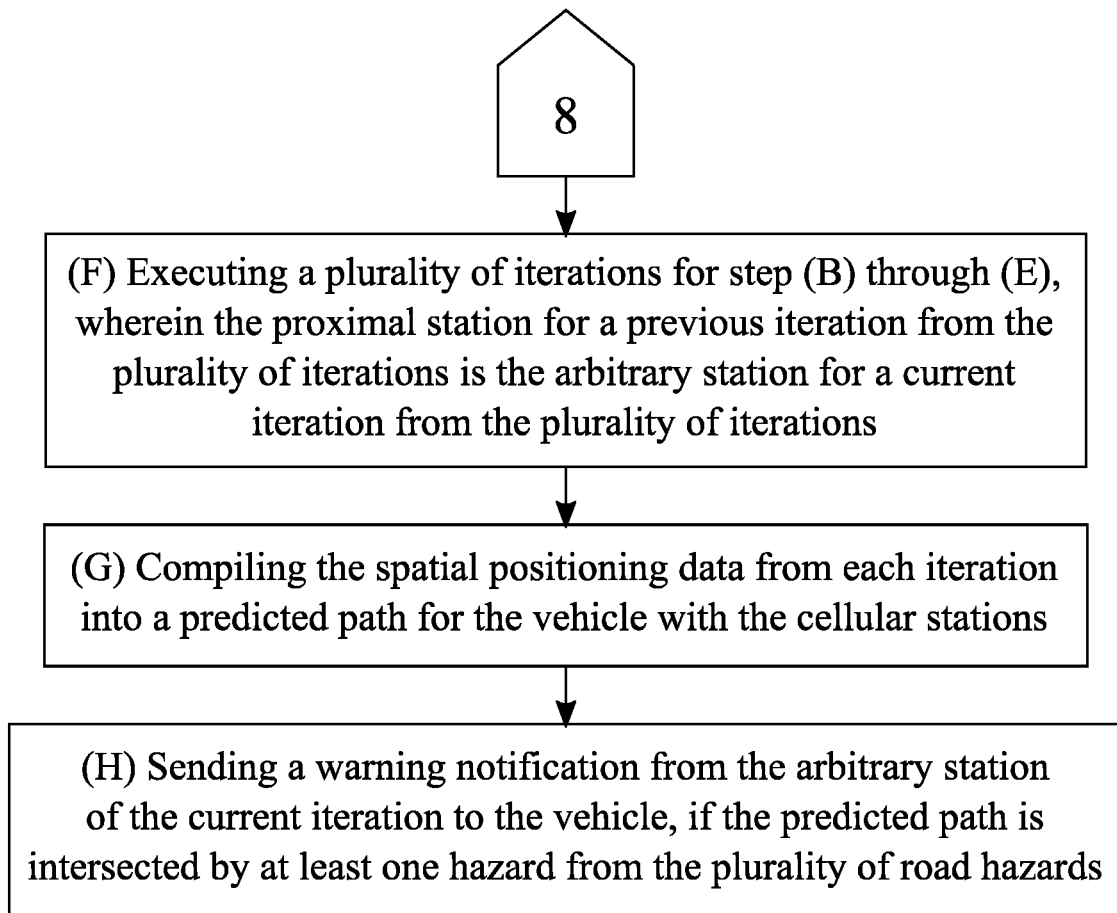 8
(F) Executing a plurality of iterations for step (B) through (E),
wherein the proximal station for a previous iteration from the
plurality of iterations is the arbitrary station for a current
iteration from the plurality of iterations
(G) Compiling the spatial positioning data from each iteration
into a predicted path for the vehicle with the cellular stations
(H) Sending a warning notification from the arbitrary station
of the current iteration to the vehicle, if the predicted path is
intersected by at least one hazard from the plurality of road hazards